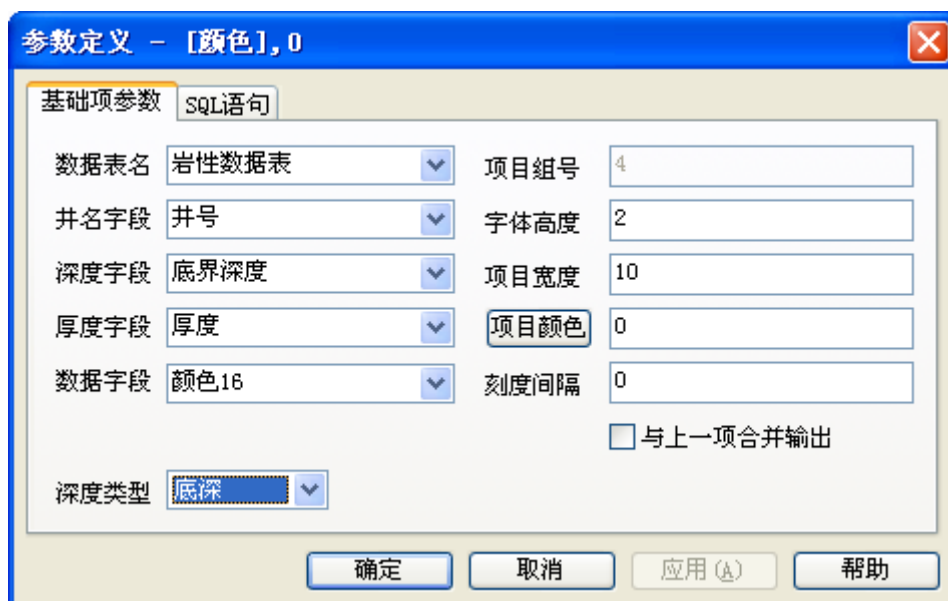 参数定义 - [颜色],0
基础项参数 SQL语句
数据表名 岩性数据表 项目组号 4
井名字段 井号 字体高度 2
深度字段 底界深度 项目宽度 10
厚度字段 厚度 项目颜色 0
数据字段 颜色16 刻度间隔 0
与上一项合并输出
深度类型 底深
确定 取消 应用(A) 帮助